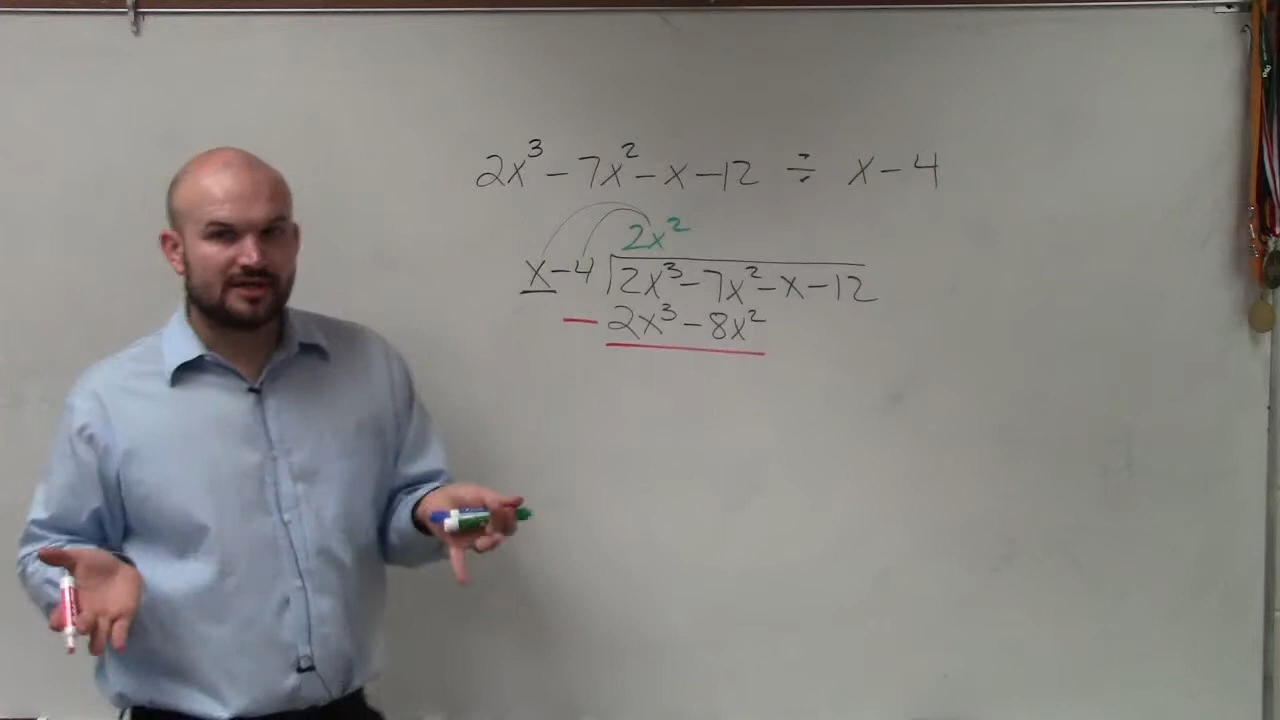 2x³ - 7x² - x - 12 ÷ x - 4
2x²
x - 4 2x³ - 7x² - x - 12
- 2x³ - 8x²